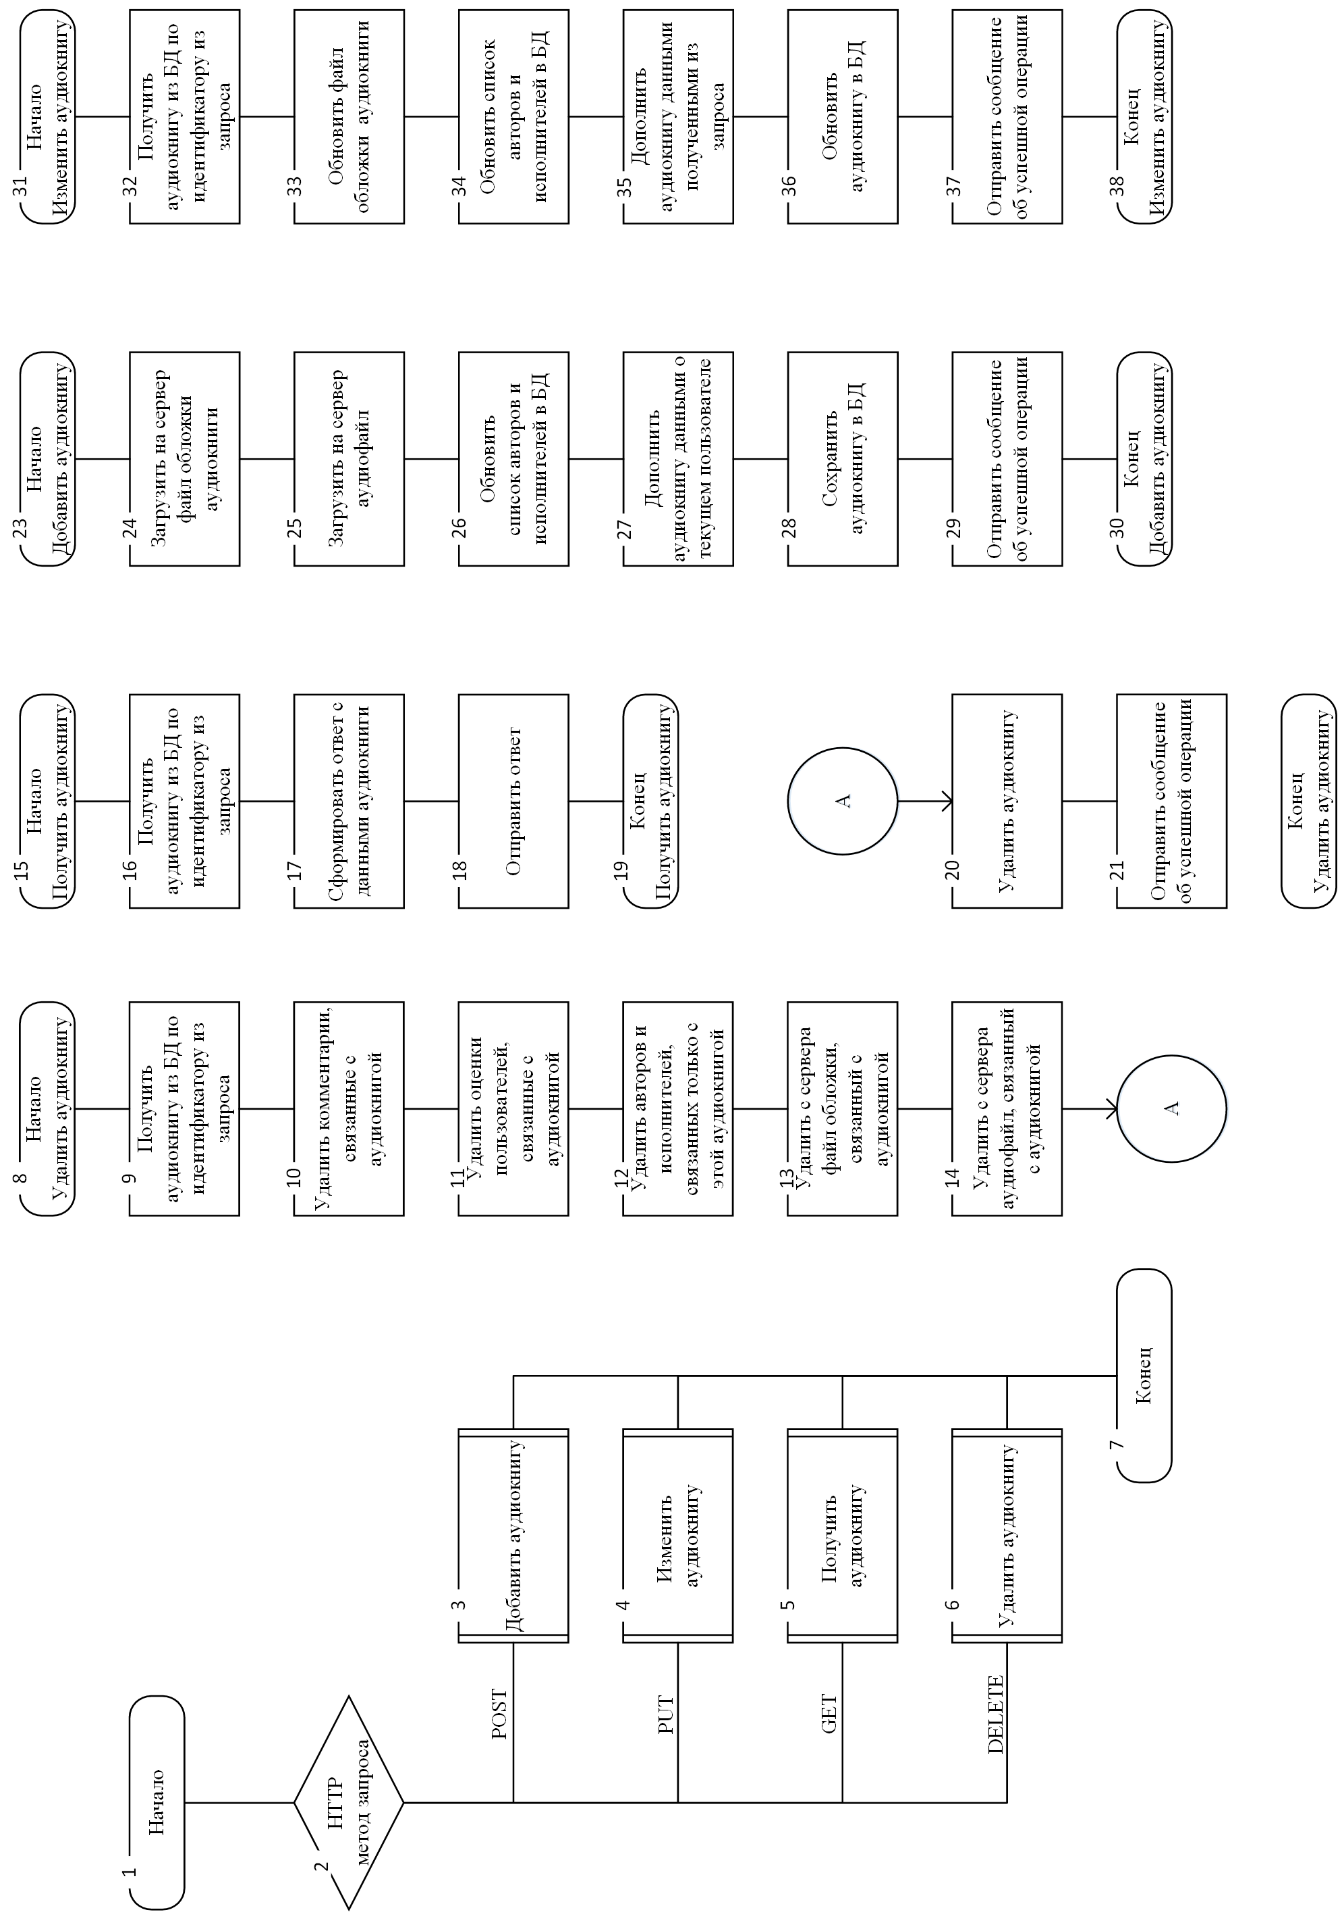 1
Начало
2
HTTP
метод запроса
POST
3
Добавить аудиокнигу
PUT
4
Изменить
аудиокнигу
GET
5
Получить
аудиокнигу
DELETE
6
Удалить аудиокнигу
7
Конец
8
Начало
Удалить аудиокнигу
9
Получить
аудиокнигу из БД по
идентификатору из
запроса
10
Удалить комментарии,
связанные с
аудиокнигой
11
Удалить оценки
пользователей,
связанные с
аудиокнигой
12
Удалить авторов и
исполнителей,
связанных только с
этой аудиокнигой
13
Удалить с сервера
файл обложки,
связанный с
аудиокнигой
14
Удалить с сервера
аудиофайл, связанный
с аудиокнигой
А
15
Начало
Получить аудиокнигу
16
Получить
аудиокнигу из БД по
идентификатору из
запроса
17
Сформировать ответ с
данными аудиокниги
18
Отправить ответ
19
Конец
Получить аудиокнигу
А
20
Удалить аудиокнигу
21
Отправить сообщение
об успешной операции
Конец
Удалить аудиокнигу
23
Начало
Добавить аудиокнигу
24
Загрузить на сервер
файл обложки
аудиокниги
25
Загрузить на сервер
аудиофайл
26
Обновить
список авторов и
исполнителей в БД
27
Дополнить
аудиокнигу данными о
текущем пользователе
28
Сохранить
аудиокнигу в БД
29
Отправить сообщение
об успешной операции
30
Конец
Добавить аудиокнигу
31
Начало
Изменить аудиокнигу
32
Получить
аудиокнигу из БД по
идентификатору из
запроса
33
Обновить файл
обложки аудиокниги
34
Обновить список
авторов и
исполнителей в БД
35
Дополнить
аудиокнигу данными
полученными из
запроса
36
Обновить
аудиокнигу в БД
37
Отправить сообщение
об успешной операции
38
Конец
Изменить аудиокнигу